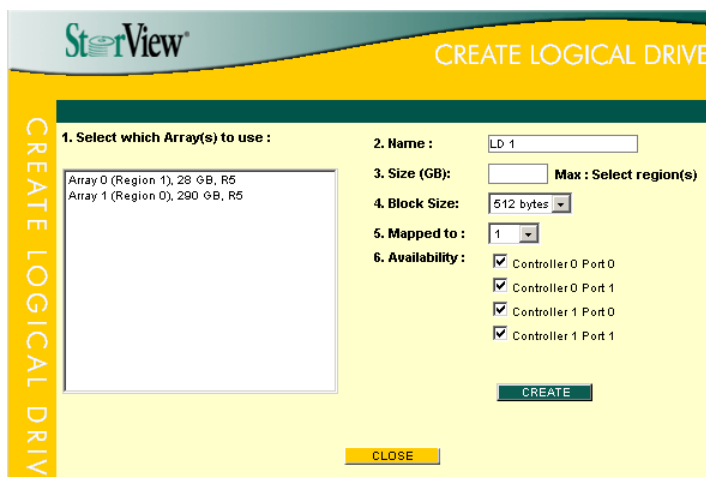 StorView®
CREATE LOGICAL DRIVE
CREATE LOGICAL DRIV
1. Select which Array(s) to use :
Array 0 (Region 1), 28 GB, R5
Array 1 (Region 0), 290 GB, R5
2. Name : LD 1
3. Size (GB): Max : Select region(s)
4. Block Size: 512 bytes
5. Mapped to : 1
6. Availability : Controller 0 Port 0
Controller 0 Port 1
Controller 1 Port 0
Controller 1 Port 1
CREATE
CLOSE